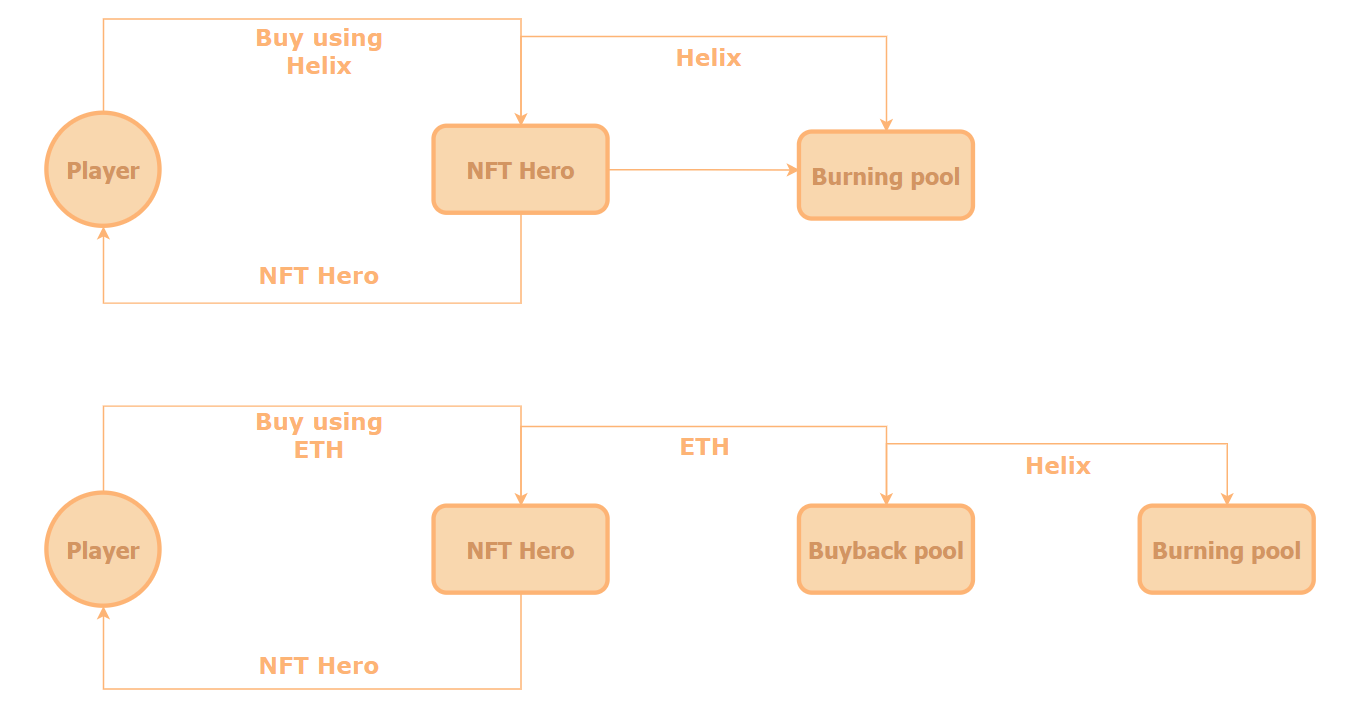 Buy using
Helix
Helix
Player
NFT Hero
Burning pool
NFT Hero
Buy using
ETH
ETH
Helix
Player
NFT Hero
Buyback pool
Burning pool
NFT Hero